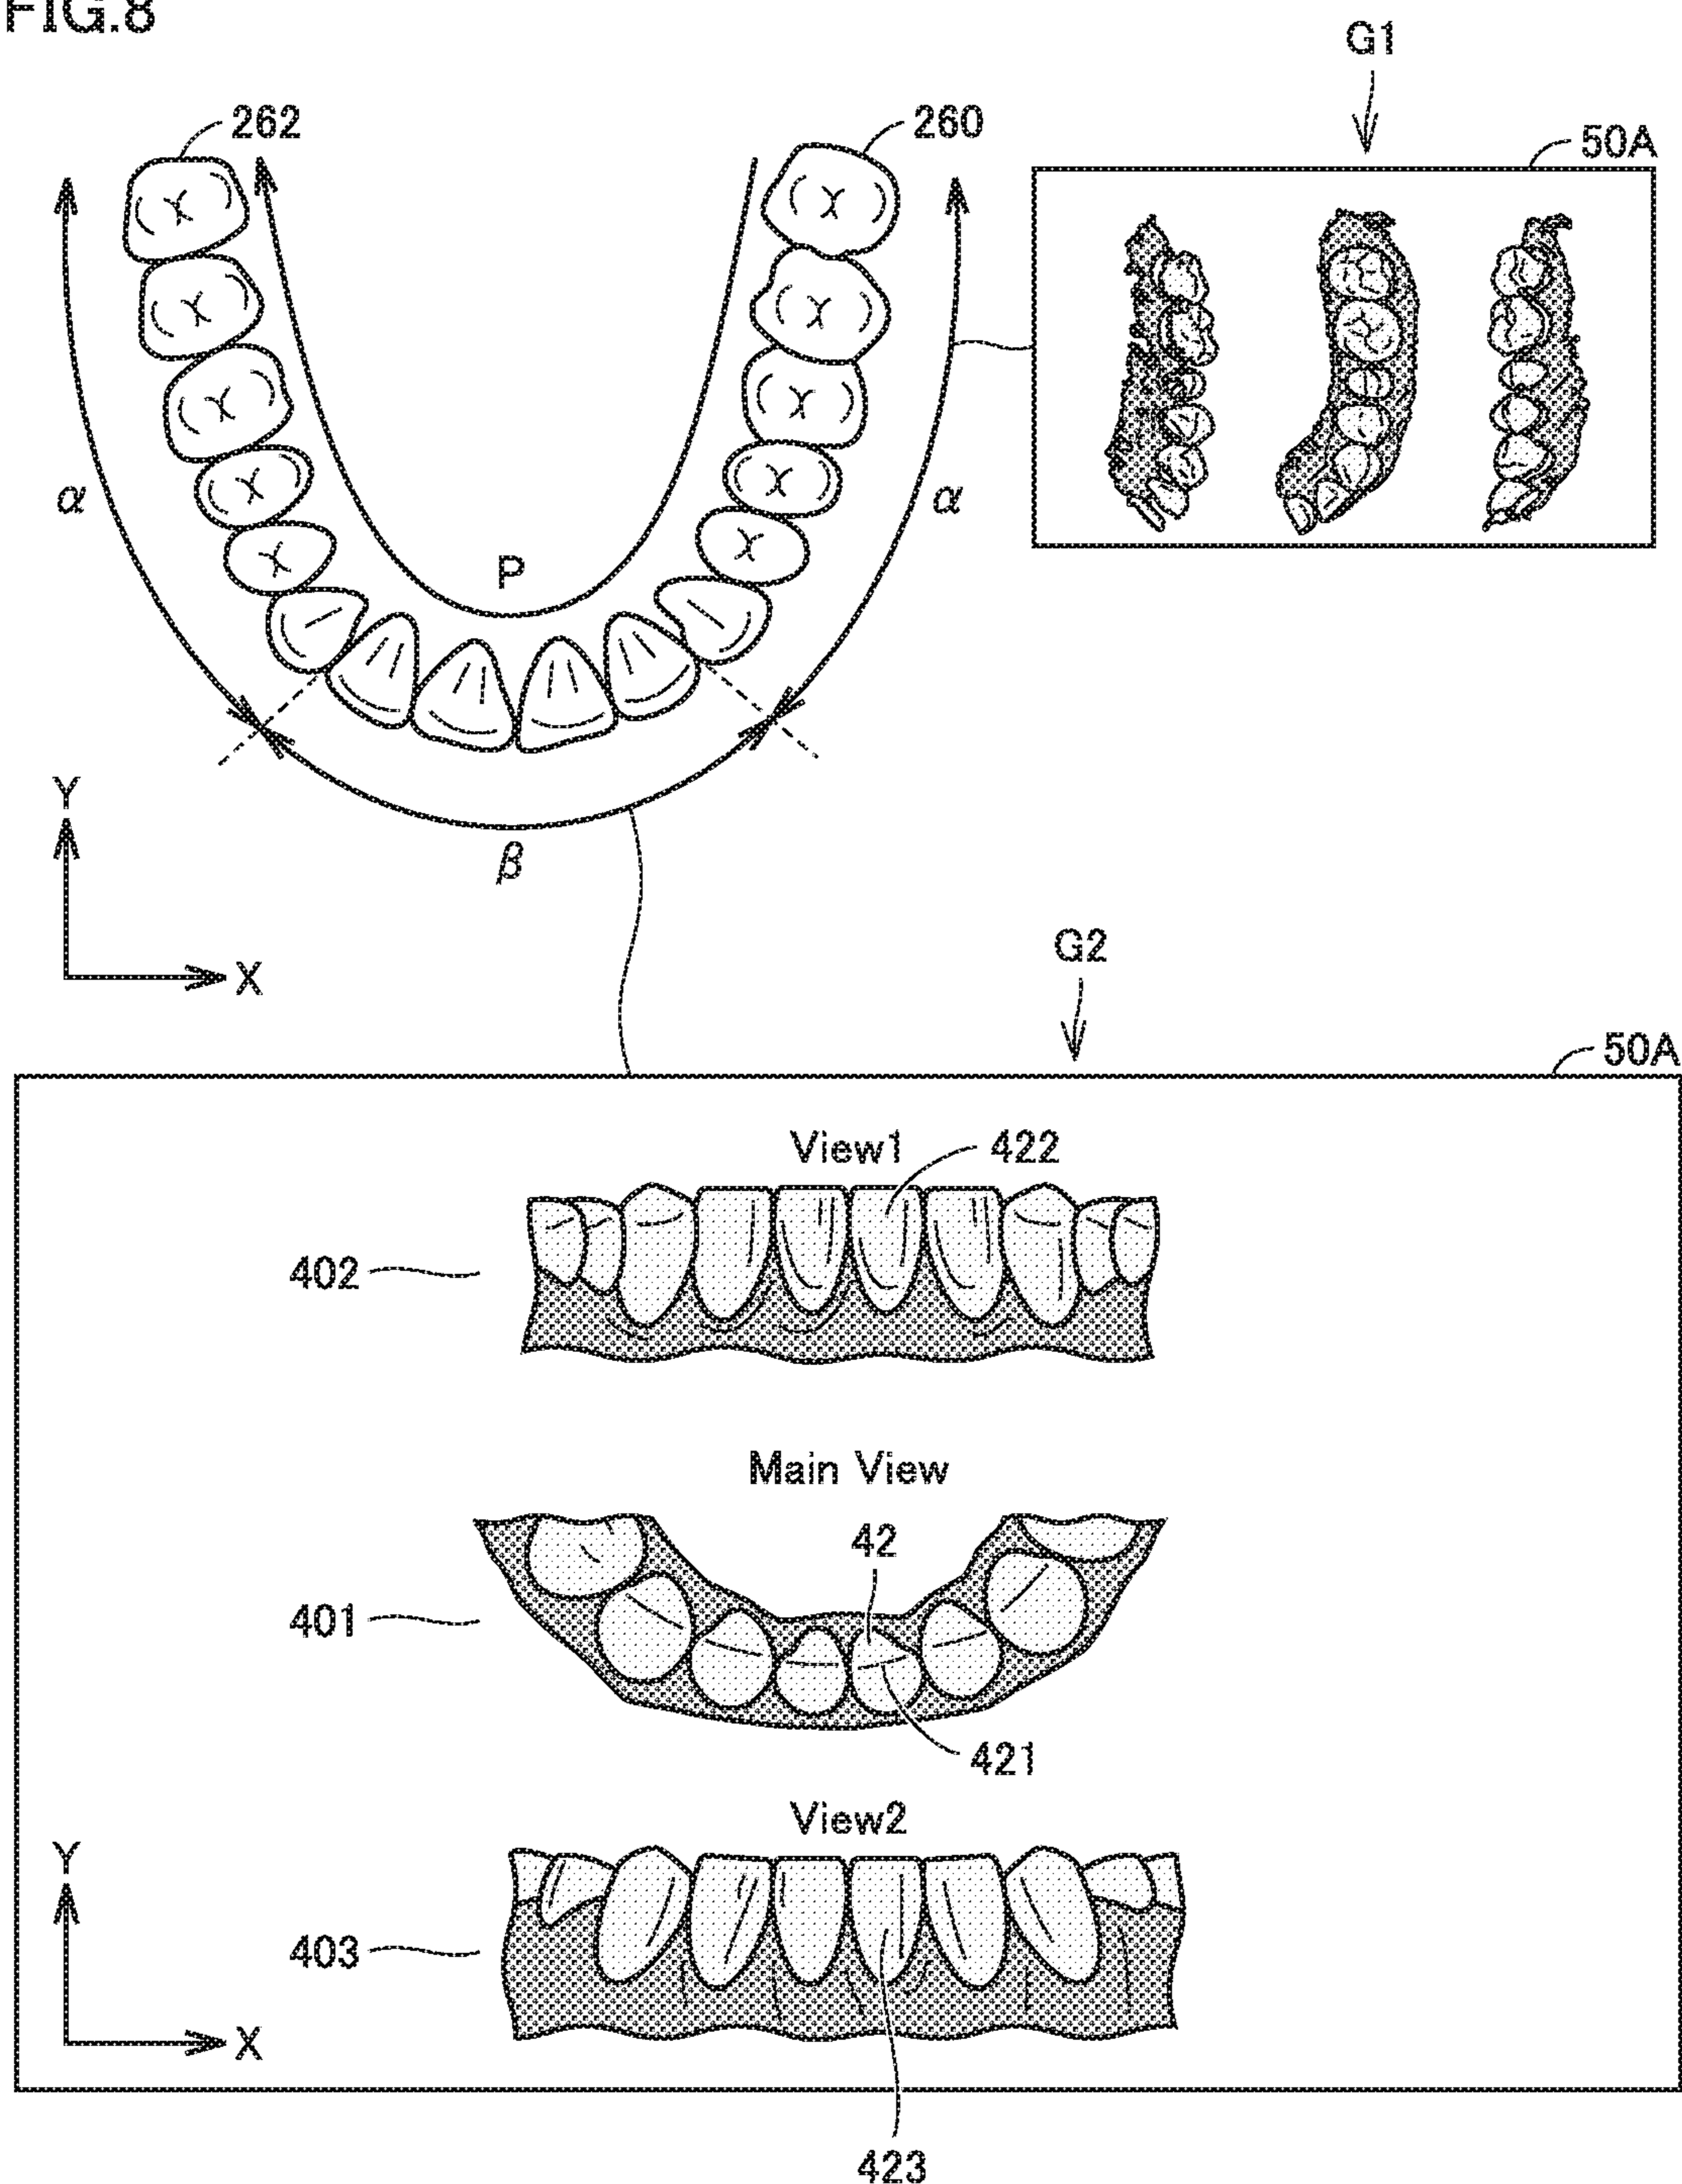 FIG.8
G1
262
260
50A
α
α
P
Y
β
X
G2
50A
View1
422
402
Main View
42
401
421
View2
Y
403
X
423